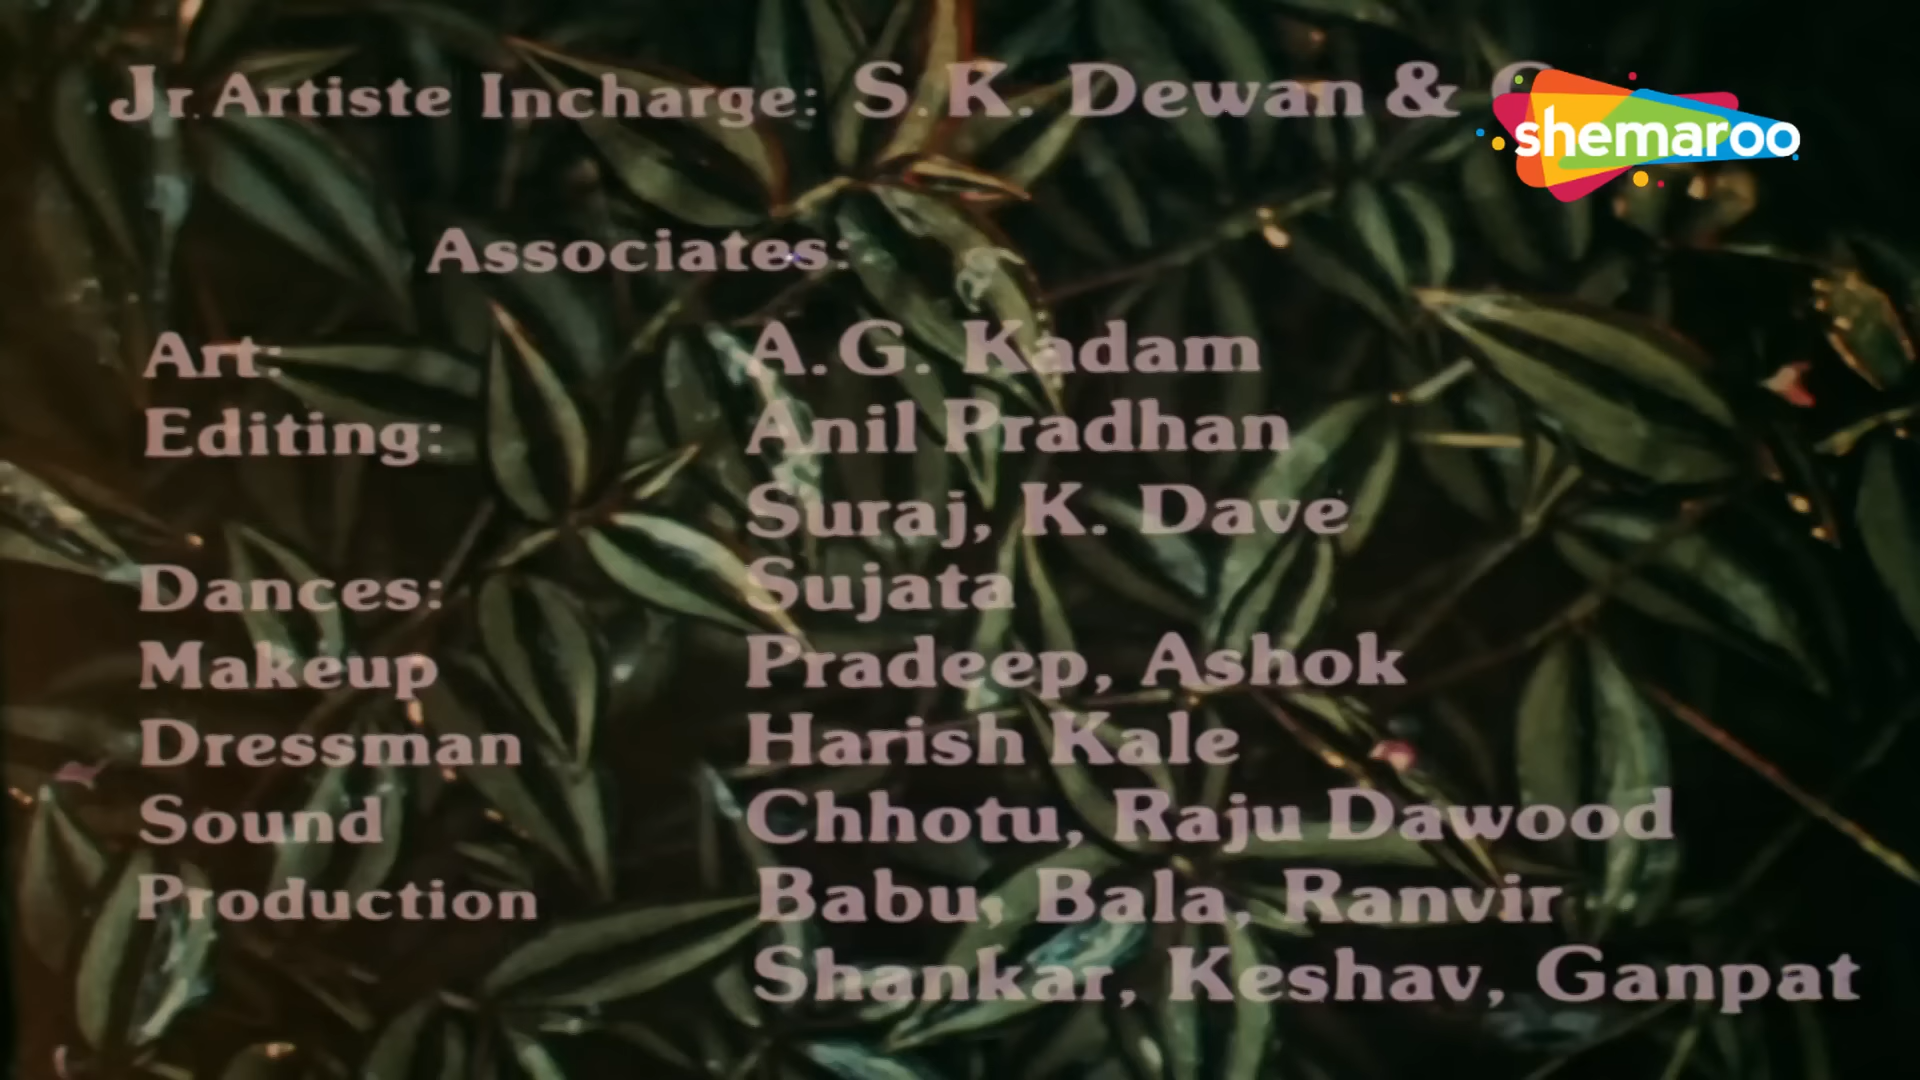 Jr. Artiste Incharge: S. K. Dewan &
shemaroo
Associates:
Art: A. G. Kadam
Editing: Anil Pradhan
Suraj, K. Dave
Dances: Sujata
Makeup Pradeep, Ashok
Dressman Harish Kale
Sound Chhotu, Raju Dawood
Production Babu, Bala, Ranvir
Shankar, Keshav, Ganpat